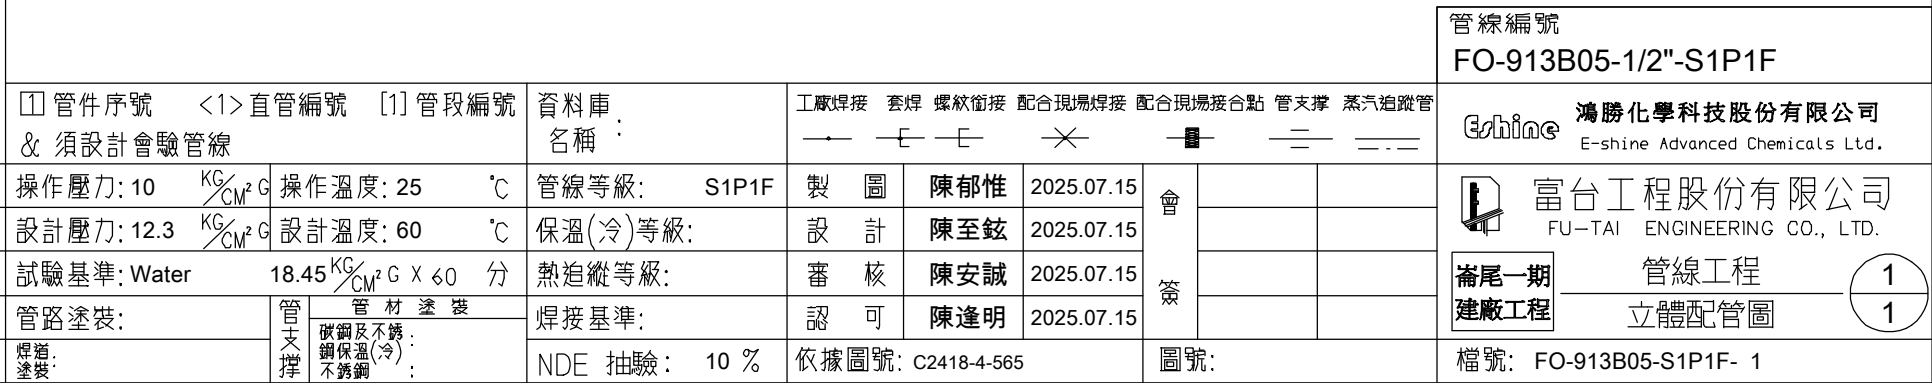 管線編號
FO-913B05-1/2"-S1P1F
1 管件序號 <1>直管編號 [1]管段編號
& 須設計會驗管線
資料庫
名稱 :
工廠焊接 套焊 螺紋銜接 配合現場焊接 配合現場接合點 管支撐 蒸汽追蹤管
Eshine 鴻勝化學科技股份有限公司
E-shine Advanced Chemicals Ltd.
操作壓力: 10 KG/CM² G 操作溫度: 25 °C 管線等級: S1P1F 製圖 陳郁惟 2025.07.15
設計壓力: 12.3 KG/CM² G 設計溫度: 60 °C 保溫(冷)等級: 設計 陳至鉉 2025.07.15
試驗基準: Water 18.45 KG/CM² G X 60 分 熱追縱等級: 審核 陳安誠 2025.07.15
管路塗裝: 管支撐 管材塗裝 焊接基準: 認可 陳逢明 2025.07.15
會簽
富台工程股份有限公司
FU-TAI ENGINEERING CO., LTD.
崙尾一期
建廠工程
管線工程
立體配管圖
1
1
焊道:
塗裝:
碳鋼及不銹
鋼保溫(冷) :
不銹鋼 :
NDE 抽驗: 10 % 依據圖號: C2418-4-565 圖號: 檔號: FO-913B05-S1P1F- 1